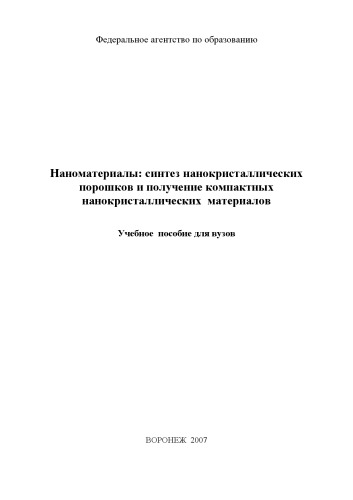 Федеральное агентство по образованию
Наноматериалы: синтез нанокристаллических
порошков и получение компактных
нанокристаллических материалов
Учебное пособие для вузов
ВОРОНЕЖ 2007